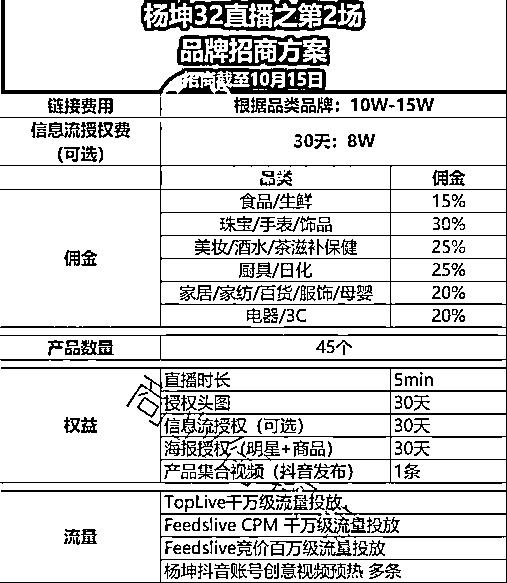 杨坤32直播之第2场
品牌招商方案
招商截至10月15日
链接费用 根据品类品牌：10W-15W
信息流授权费
（可选） 30天：8W
佣金 品类 佣金
食品/生鲜 15%
珠宝/手表/饰品 30%
美妆/酒水/茶滋补保健 25%
厨具/日化 25%
家居/家纺/百货/服饰/母婴 20%
电器/3C 20%
产品数量 45个
权益 直播时长 5min
授权头图 30天
信息流授权（可选） 30天
海报授权（明星+商品） 30天
产品集合视频（抖音发布） 1条
流量 TopLive千万级流量投放
Feedslive CPM 千万级流量投放
Feedslive竞价百万级流量投放
杨坤抖音账号创意视频预热 多条